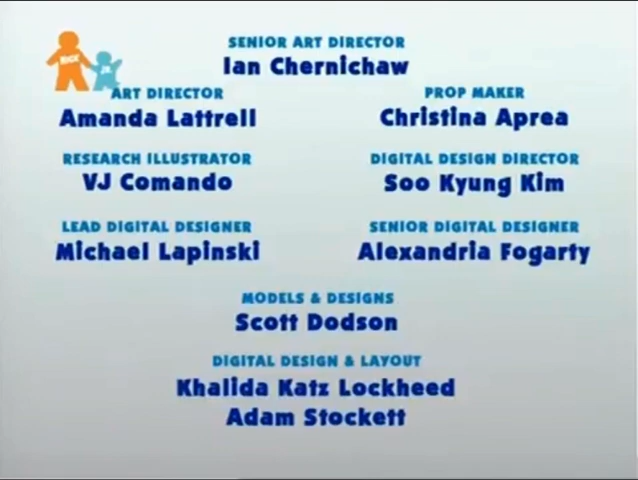 NICK
JR
SENIOR ART DIRECTOR
Ian Chernichaw
ART DIRECTOR
Amanda Lattrell
PROP MAKER
Christina Aprea
RESEARCH ILLUSTRATOR
VJ Comando
DIGITAL DESIGN DIRECTOR
Soo Kyung Kim
LEAD DIGITAL DESIGNER
Michael Lapinski
SENIOR DIGITAL DESIGNER
Alexandria Fogarty
MODELS & DESIGNS
Scott Dodson
DIGITAL DESIGN & LAYOUT
Khalida Katz Lockheed
Adam Stockett